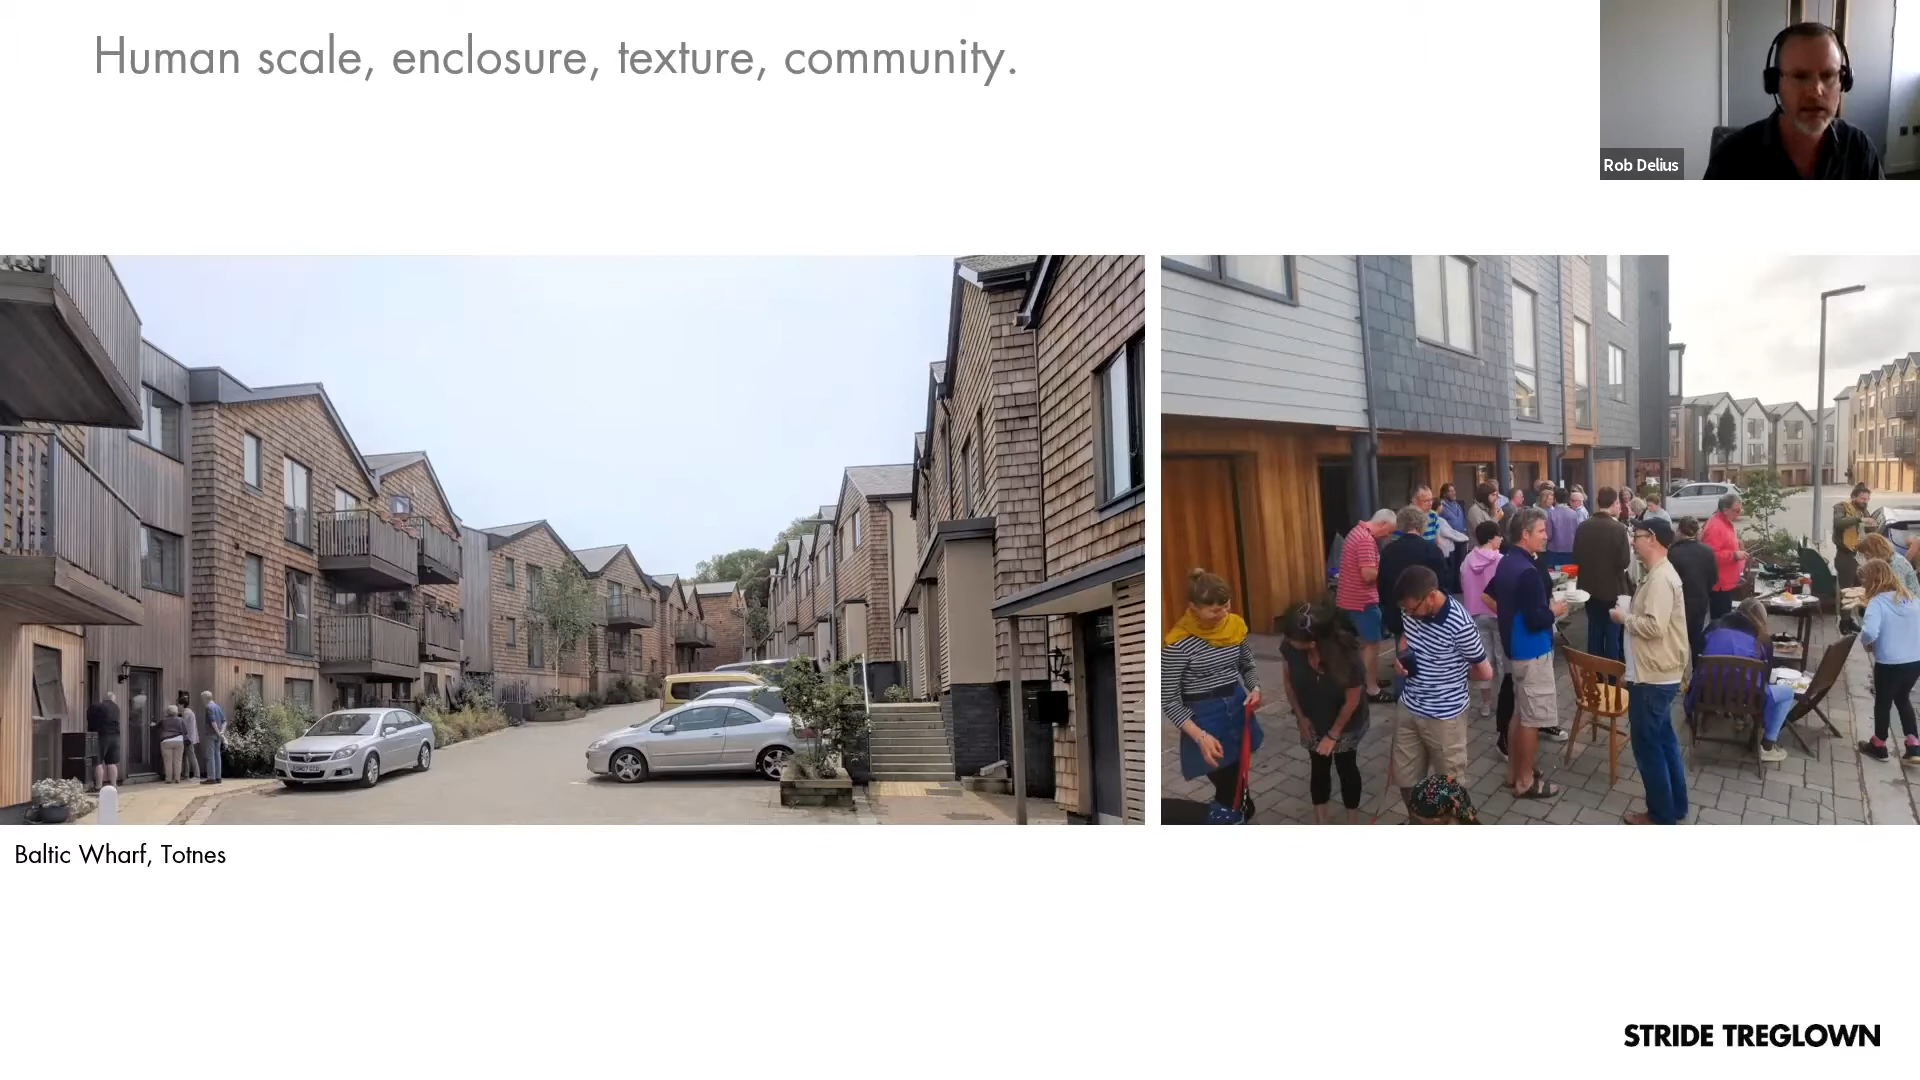 Human scale, enclosure, texture, community.
Rob Delius
Baltic Wharf, Totnes
STRIDE TREGLOWN